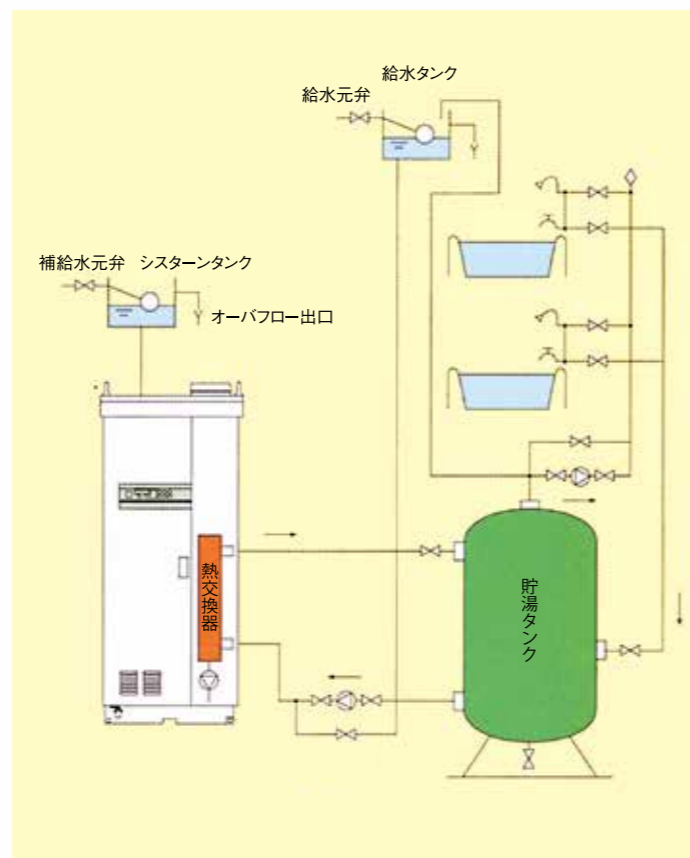 給水タンク
給水元弁
補給水元弁 シスターンタンク
オーバフロー出口
熱交換器
貯湯タンク